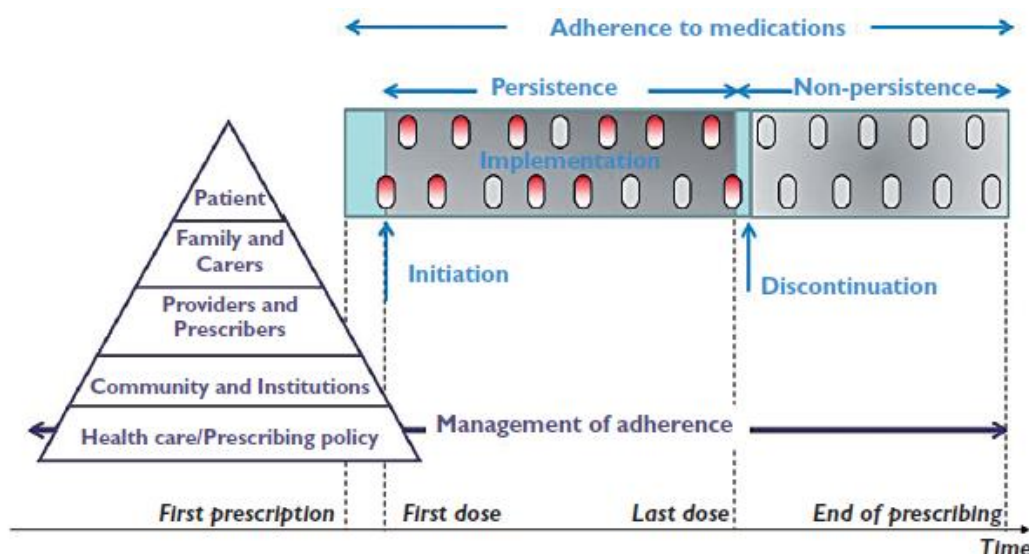 Adherence to medications
Persistence
Non-persistence
Implementation
Patient
Family and
Carers
Providers and
Prescribers
Community and Institutions
Health care/Prescribing policy
Initiation
Discontinuation
Management of adherence
First prescription
First dose
Last dose
End of prescribing
Time